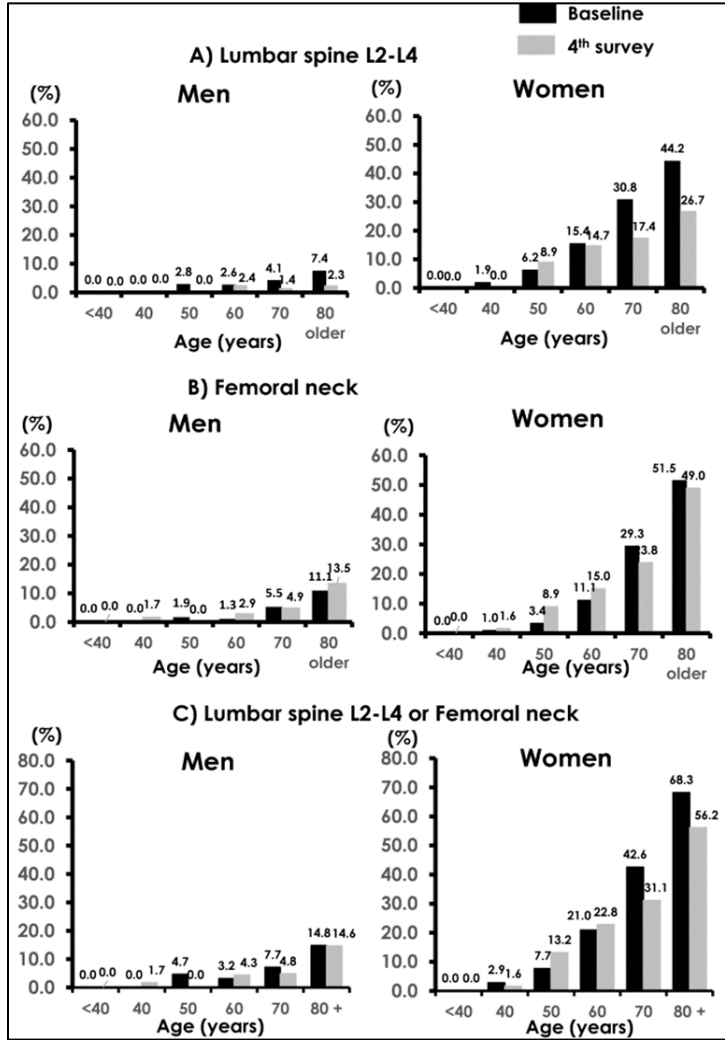 Baseline
4th survey
A) Lumbar spine L2-L4
Men
Women
(%)
60.0
50.0
40.0
30.0
20.0
10.0
0.0
0.0 0.0 0.0 0.0 2.8 0.0 2.6 2.4 4.1 1.4 7.4 2.3
<40 40 50 60 70 80
older
Age (years)
(%)
60.0
50.0
40.0
30.0
20.0
10.0
0.0
0.0 0.0 1.9 0.0 6.2 8.9 15.4 14.7 30.8 17.4 44.2 26.7
<40 40 50 60 70 80
older
Age (years)
B) Femoral neck
Men
Women
(%)
60.0
50.0
40.0
30.0
20.0
10.0
0.0
0.0 0.0 0.0 1.7 1.9 0.0 1.3 2.9 5.5 4.9 11.1 13.5
<40 40 50 60 70 80
older
Age (years)
(%)
60.0
50.0
40.0
30.0
20.0
10.0
0.0
0.0 0.0 1.0 1.6 3.4 8.9 11.1 15.0 29.3 23.8 51.5 49.0
<40 40 50 60 70 80
older
Age (years)
C) Lumbar spine L2-L4 or Femoral neck
Men
Women
(%)
80.0
70.0
60.0
50.0
40.0
30.0
20.0
10.0
0.0
0.0 0.0 0.0 1.7 4.7 0.0 3.2 4.3 7.7 4.8 14.8 14.6
<40 40 50 60 70 80 +
Age (years)
(%)
80.0
70.0
60.0
50.0
40.0
30.0
20.0
10.0
0.0
0.0 0.0 2.9 1.6 7.7 13.2 21.0 22.8 42.6 31.1 68.3 56.2
<40 40 50 60 70 80 +
Age (years)